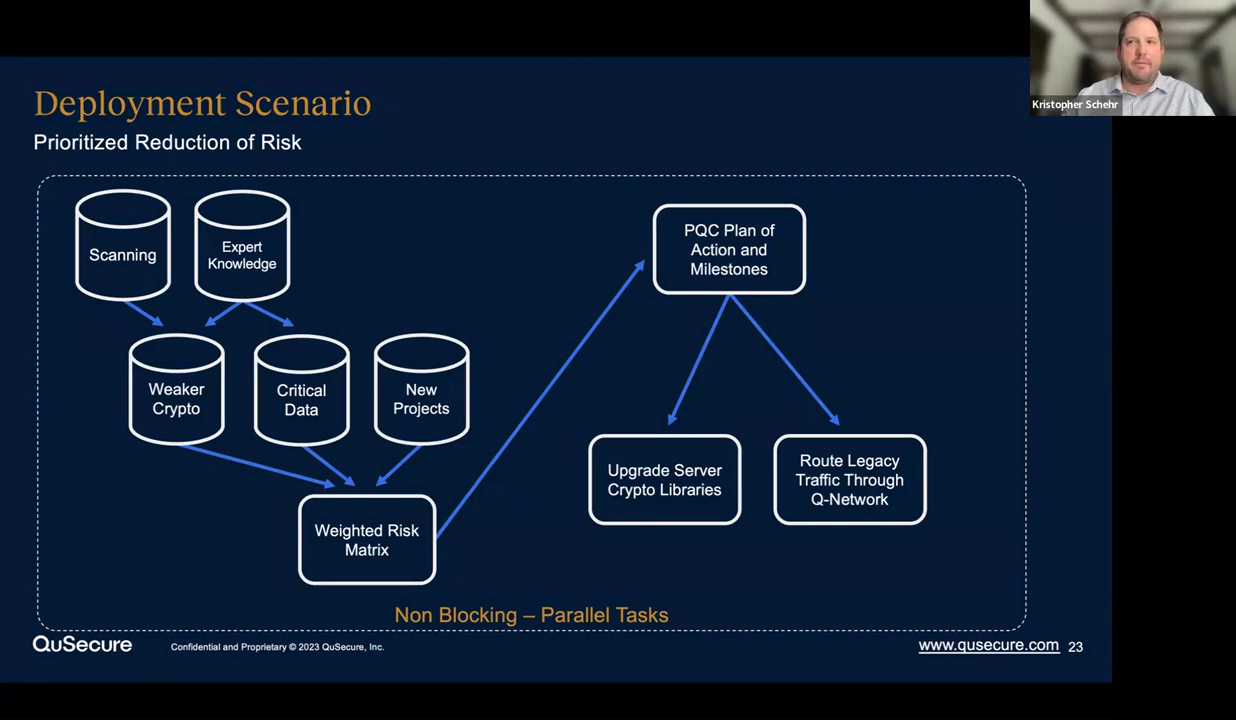 Kristopher Schehr
Deployment Scenario
Prioritized Reduction of Risk
Scanning
Expert
Knowledge
Weaker
Crypto
Critical
Data
New
Projects
Weighted Risk
Matrix
PQC Plan of
Action and
Milestones
Upgrade Server
Crypto Libraries
Route Legacy
Traffic Through
Q-Network
Non Blocking – Parallel Tasks
QuSecure
Confidential and Proprietary © 2023 QuSecure, Inc.
www.qusecure.com 23